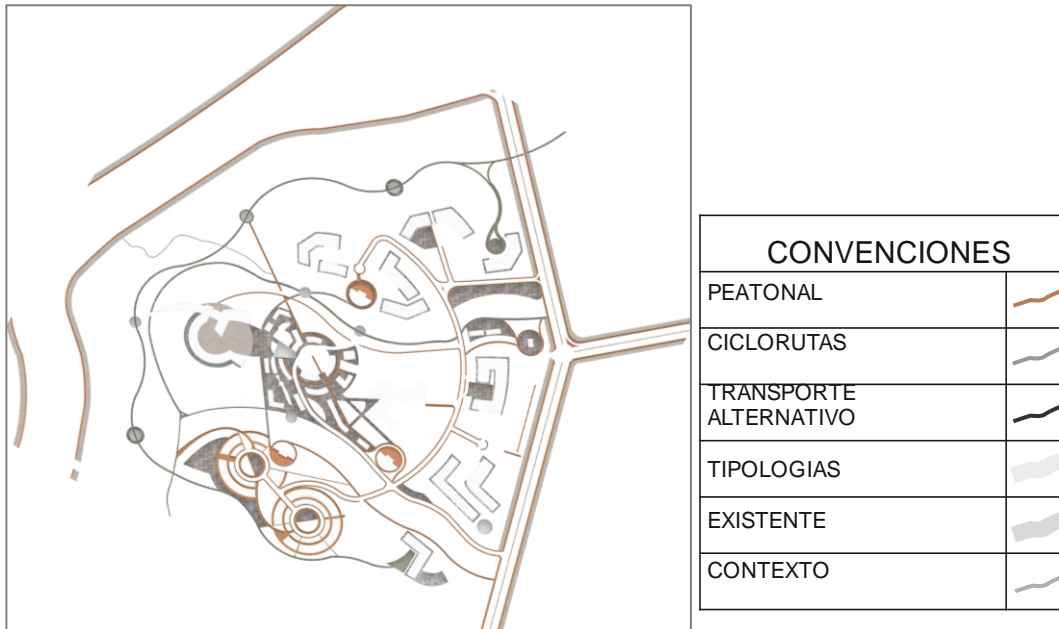 CONVENCIONES
PEATONAL
CICLORUTAS
TRANSPORTE
ALTERNATIVO
TIPOLOGIAS
EXISTENTE
CONTEXTO